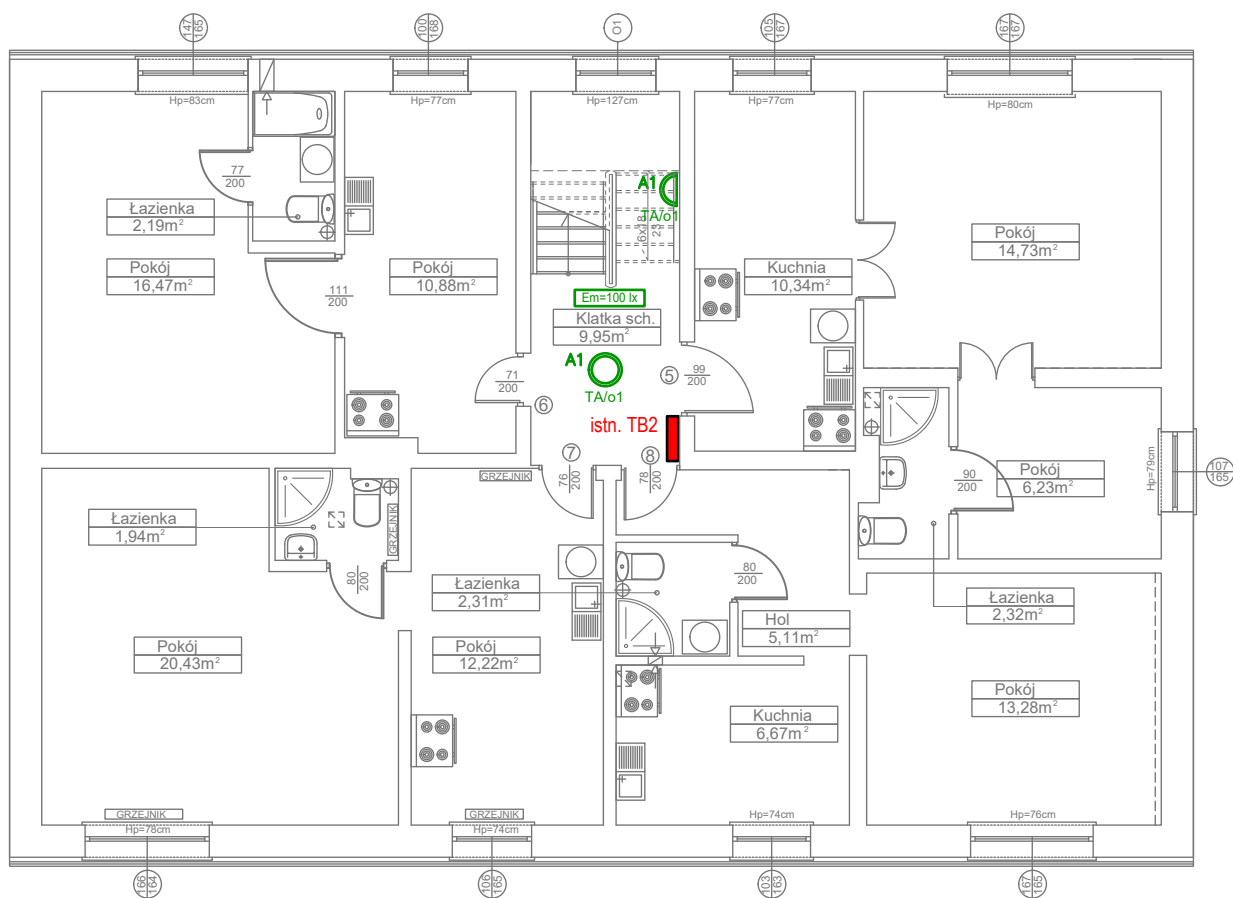 147
165
100
168
O1
105
167
167
167
Hp=83cm
Hp=77cm
Hp=127cm
Hp=77cm
Hp=80cm
77
200
A1
TA/o1
6x18
Łazienka
2,19m²
Pokój
16,47m²
111
200
Pokój
10,88m²
Em=100 lx
Klatka sch.
9,95m²
Kuchnia
10,34m²
Pokój
14,73m²
A1
TA/o1
71
200
6
5
99
200
istn. TB2
7
76
200
8
78
200
GRZEJNIK
Łazienka
1,94m²
GRZEJNIK
80
200
Łazienka
2,31m²
80
200
90
200
Pokój
6,23m²
Hp=79cm
107
165
Łazienka
2,32m²
Hol
5,11m²
Pokój
20,43m²
Pokój
12,22m²
Pokój
13,28m²
Kuchnia
6,67m²
GRZEJNIK
GRZEJNIK
Hp=78cm
Hp=74cm
Hp=74cm
Hp=76cm
166
164
106
165
103
163
167
165